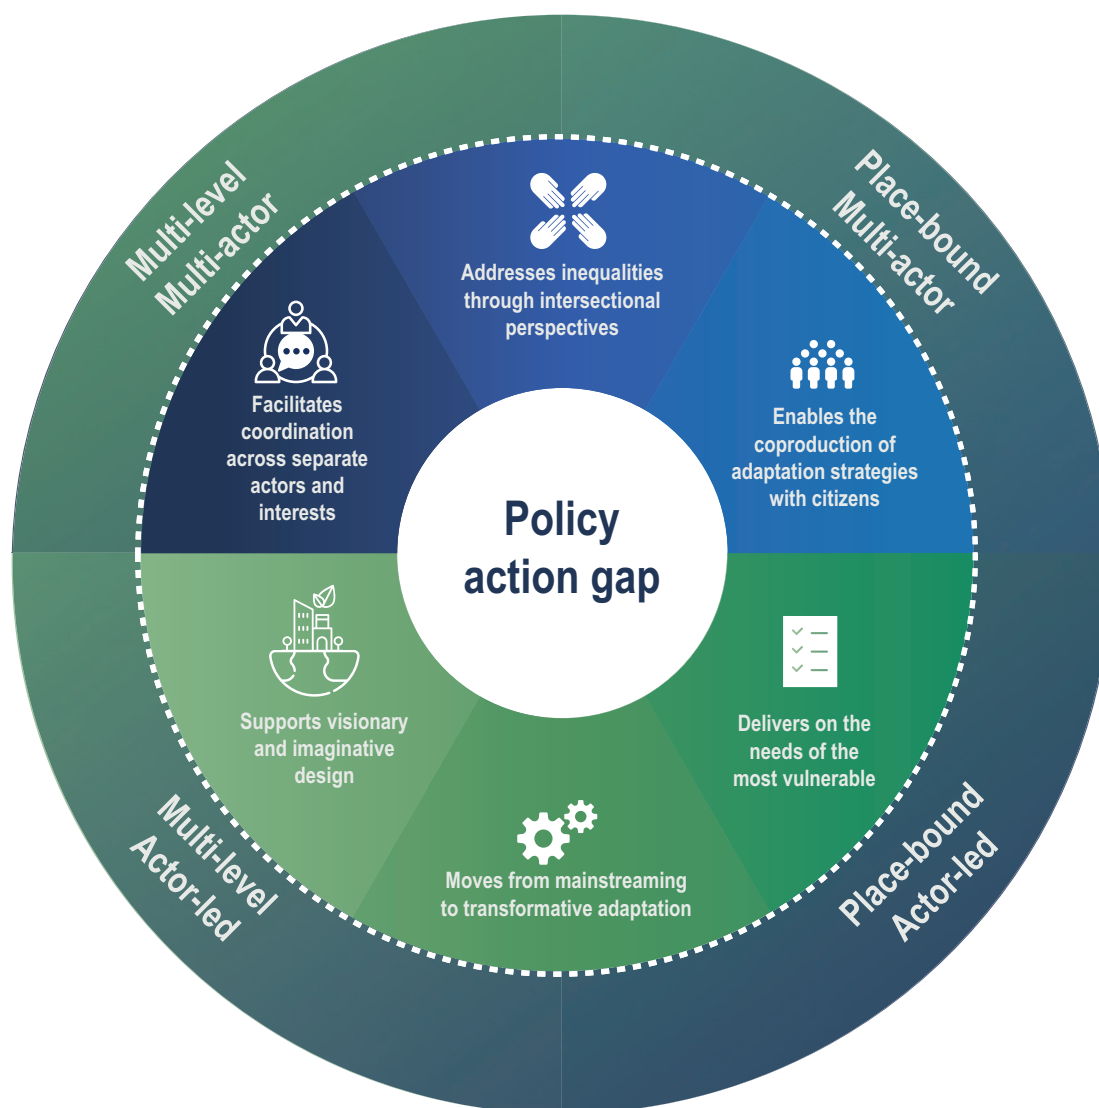 Multi-level
Multi-actor
Place-bound
Multi-actor
Addresses inequalities
through intersectional
perspectives
Facilitates
coordination
across separate
actors and
interests
Enables the
coproduction of
adaptation strategies
with citizens
Policy
action gap
Supports visionary
and imaginative
design
Delivers on the
needs of the
most vulnerable
Moves from mainstreaming
to transformative adaptation
Multi-level
Actor-led
Place-bound
Actor-led